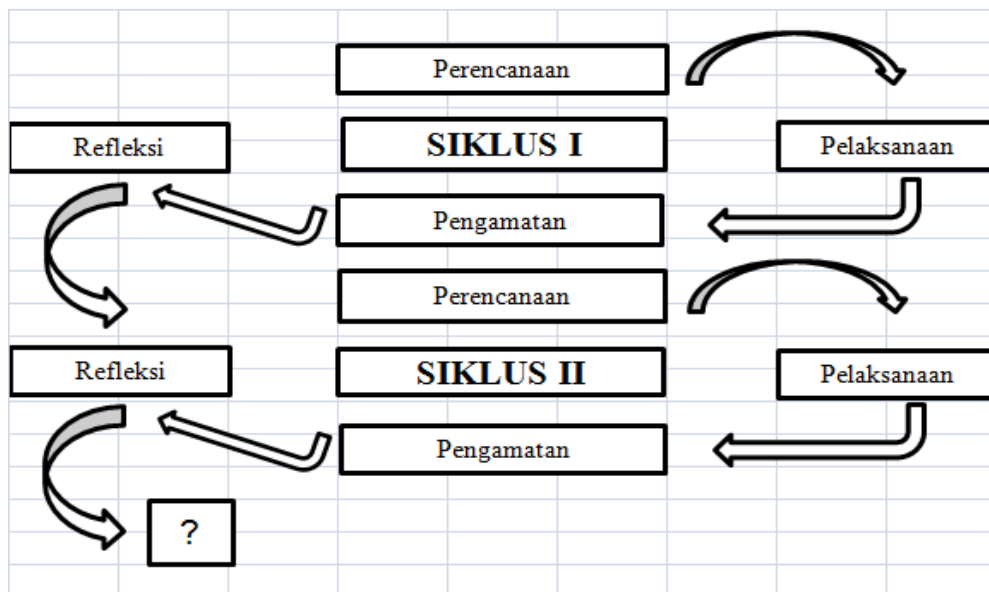 Perencanaan
Refleksi
SIKLUS I
Pelaksanaan
Pengamatan
Perencanaan
Refleksi
SIKLUS II
Pelaksanaan
Pengamatan
?